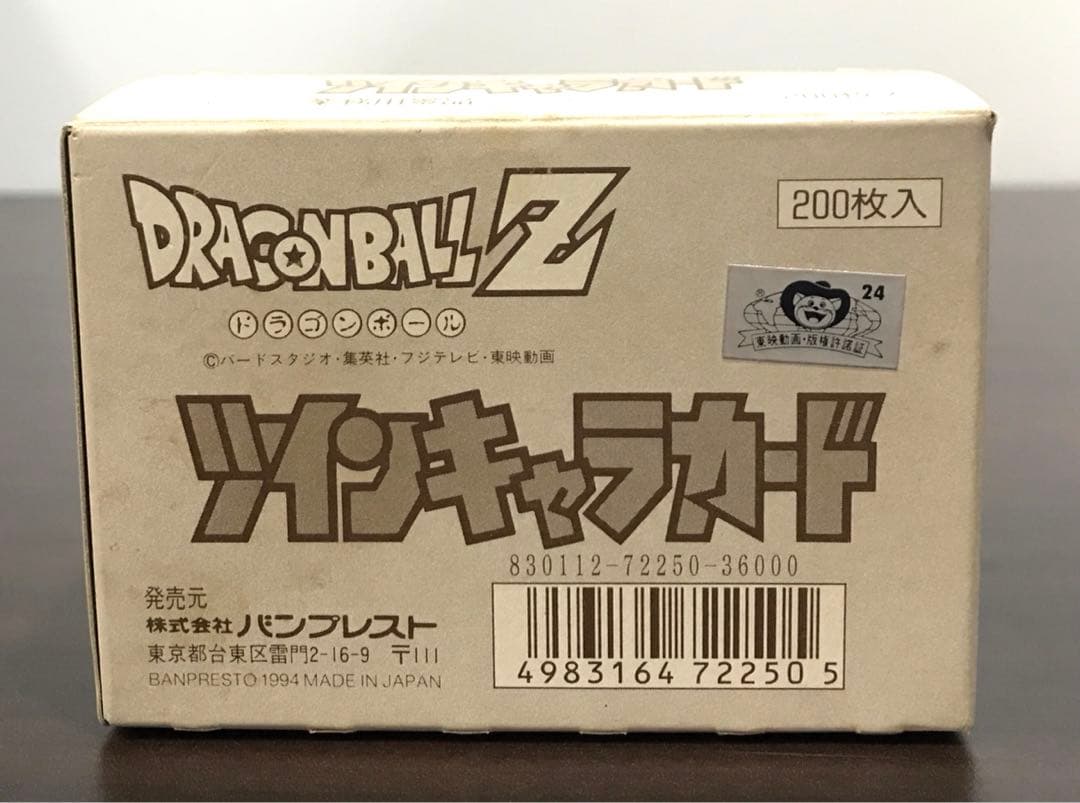 DRAGONBALL Z
200枚入
ドラゴンボール
24
東映動画・版権許諾証
©バードスタジオ・集英社・フジテレビ・東映動画
ツインキャラカード
830112-72250-36000
発売元
株式会社 バンプレスト
東京都台東区雷門2-16-9 〒111
BANPRESTO 1994 MADE IN JAPAN
4983164 722505